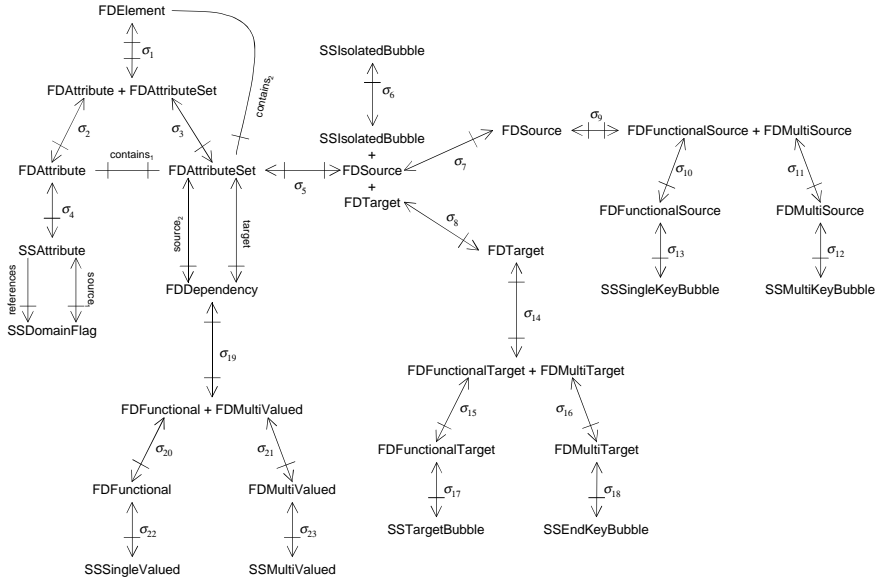 FDElement
σ1
contains2
FDAttribute + FDAttributeSet
σ2
σ3
FDAttribute
contains1
FDAttributeSet
σ4
SSAttribute
references
source1
SSDomainFlag
source2
target
FDDependency
σ5
SSIsolatedBubble
σ6
SSIsolatedBubble
+
FDSource
+
FDTarget
σ7
FDSource
σ9
FDFunctionalSource + FDMultiSource
σ10
σ11
FDFunctionalSource
FDMultiSource
σ13
σ12
SSSingleKeyBubble
SSMultiKeyBubble
σ8
FDTarget
σ14
FDFunctionalTarget + FDMultiTarget
σ15
σ16
FDFunctionalTarget
FDMultiTarget
σ17
σ18
SSTargetBubble
SSEndKeyBubble
σ19
FDFunctional + FDMultiValued
σ20
σ21
FDFunctional
FDMultiValued
σ22
σ23
SSSingleValued
SSMultiValued